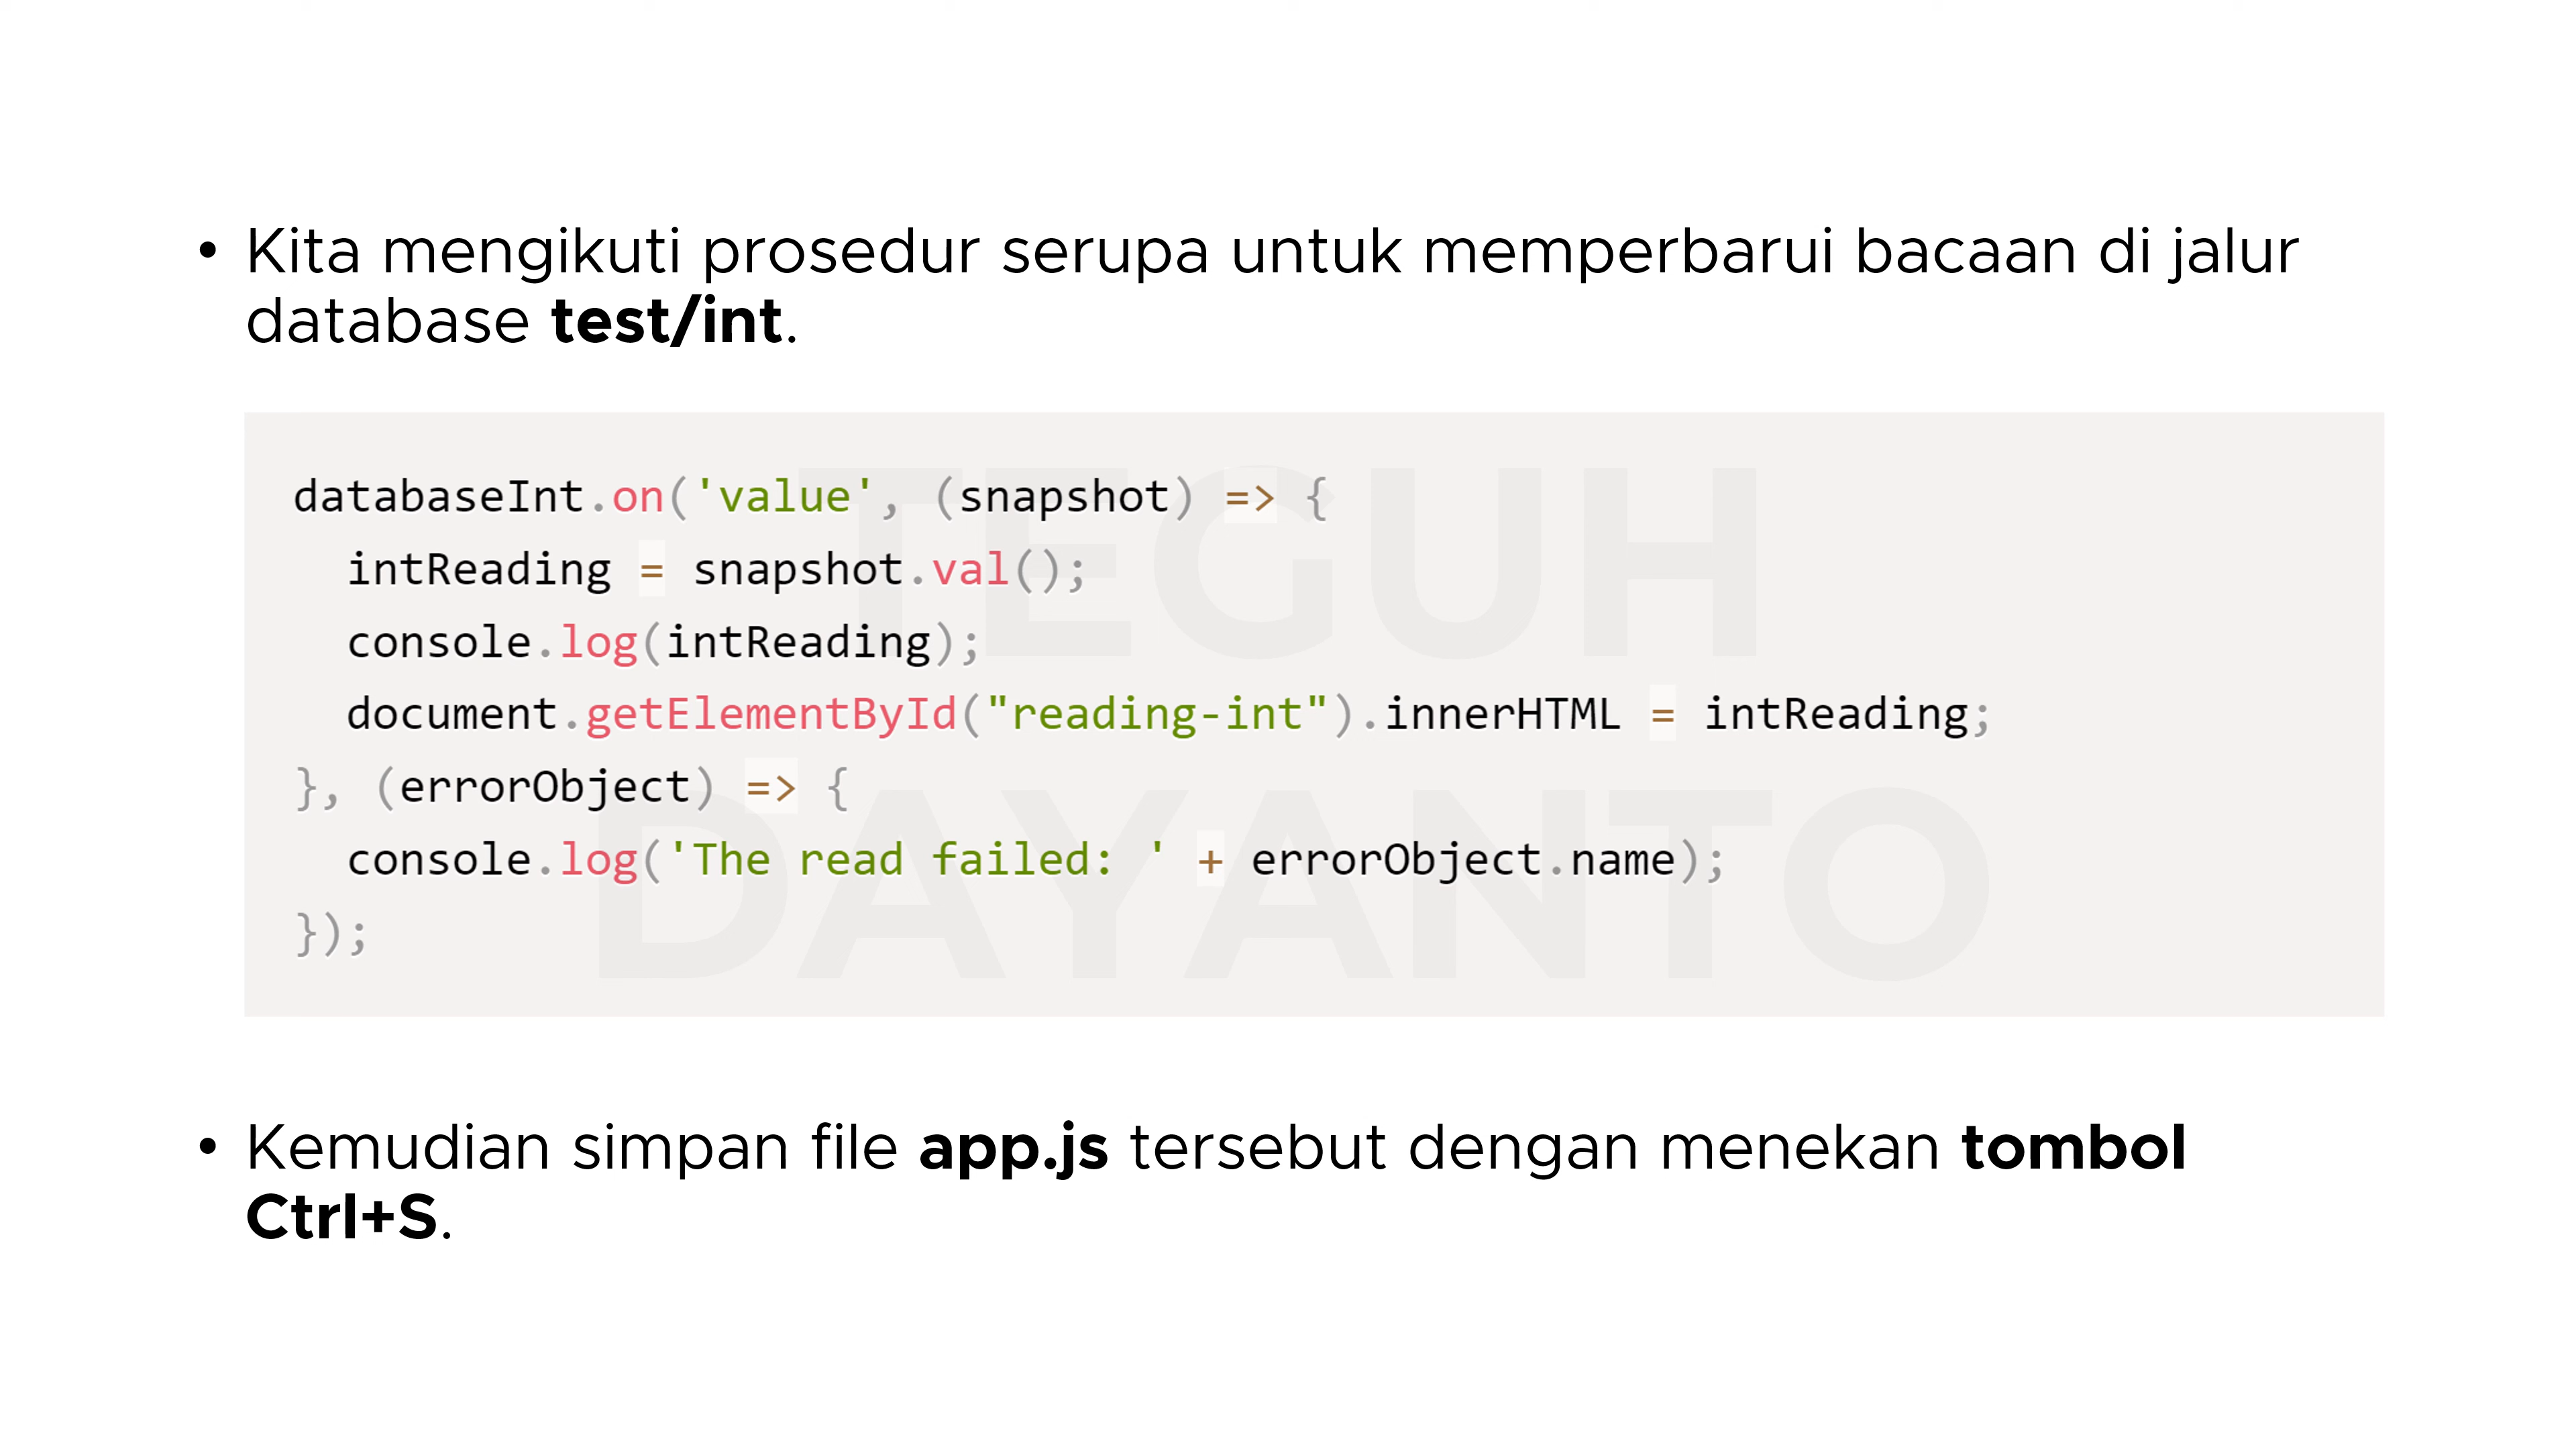 • Kita mengikuti prosedur serupa untuk memperbarui bacaan di jalur
database test/int.
databaseInt.on('value', (snapshot) => {
  intReading = snapshot.val();
  console.log(intReading);
  document.getElementById("reading-int").innerHTML = intReading;
}, (errorObject) => {
  console.log('The read failed: ' + errorObject.name);
});
TEGUH
DAYANTO
• Kemudian simpan file app.js tersebut dengan menekan tombol
Ctrl+S.